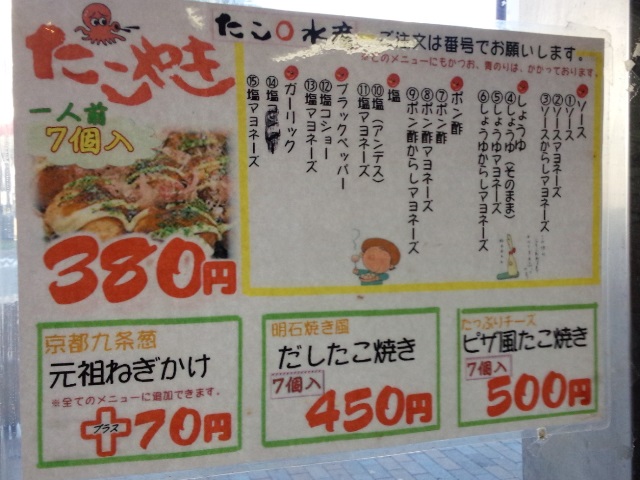 たこやき
たこ〇水産
ご注文は番号でお願いします。
※どのメニューにもかつお、青のりは、かかっております。
一人前
7個入
380円
ソース
①ソース
②ソースマヨネーズ
③ソースからしマヨネーズ
しょうゆ
④しょうゆ(そのまま)
⑤しょうゆマヨネーズ
⑥しょうゆからしマヨネーズ
ポン酢
⑦ポン酢
⑧ポン酢マヨネーズ
⑨ポン酢からしマヨネーズ
塩
⑩塩(アンデス)
⑪塩マヨネーズ
ブラックペッパー
⑫塩コショー
⑬塩マヨネーズ
ガーリック
⑭塩
⑮塩マヨネーズ
京都九条葱
元祖ねぎかけ
※全てのメニューに追加できます。
プラス
70円
明石焼き風
だしたこ焼き
7個入
450円
たっぷりチーズ
ピザ風たこ焼き
7個入
500円